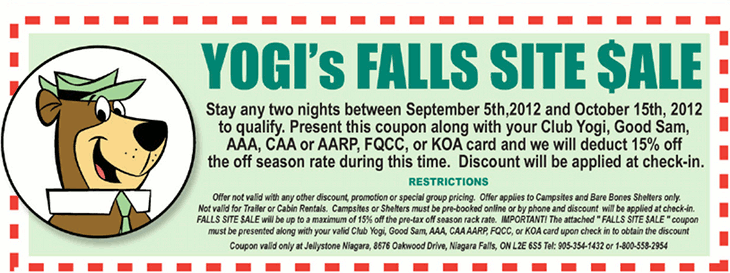 YOGI's FALLS SITE $ALE
Stay any two nights between September 5th,2012 and October 15th, 2012
to qualify. Present this coupon along with your Club Yogi, Good Sam,
AAA, CAA or AARP, FQCC, or KOA card and we will deduct 15% off
the off season rate during this time. Discount will be applied at check-in.
RESTRICTIONS
Offer not valid with any other discount, promotion or special group pricing. Offer applies to Campsites and Bare Bones Shelters only.
Not valid for Trailer or Cabin Rentals. Campsites or Shelters must be pre-booked online or by phone and discount will be applied at check-in.
FALLS SITE $ALE will be up to a maximum of 15% off the pre-tax off season rack rate. IMPORTANT! The attached " FALLS SITE $ALE " coupon
must be presented along with your valid Club Yogi, Good Sam, AAA, CAA AARP, FQCC, or KOA card upon check in to obtain the discount
Coupon valid only at Jellystone Niagara, 8676 Oakwood Drive, Niagara Falls, ON L2E 6S5 Tel: 905-354-1432 or 1-800-558-2954